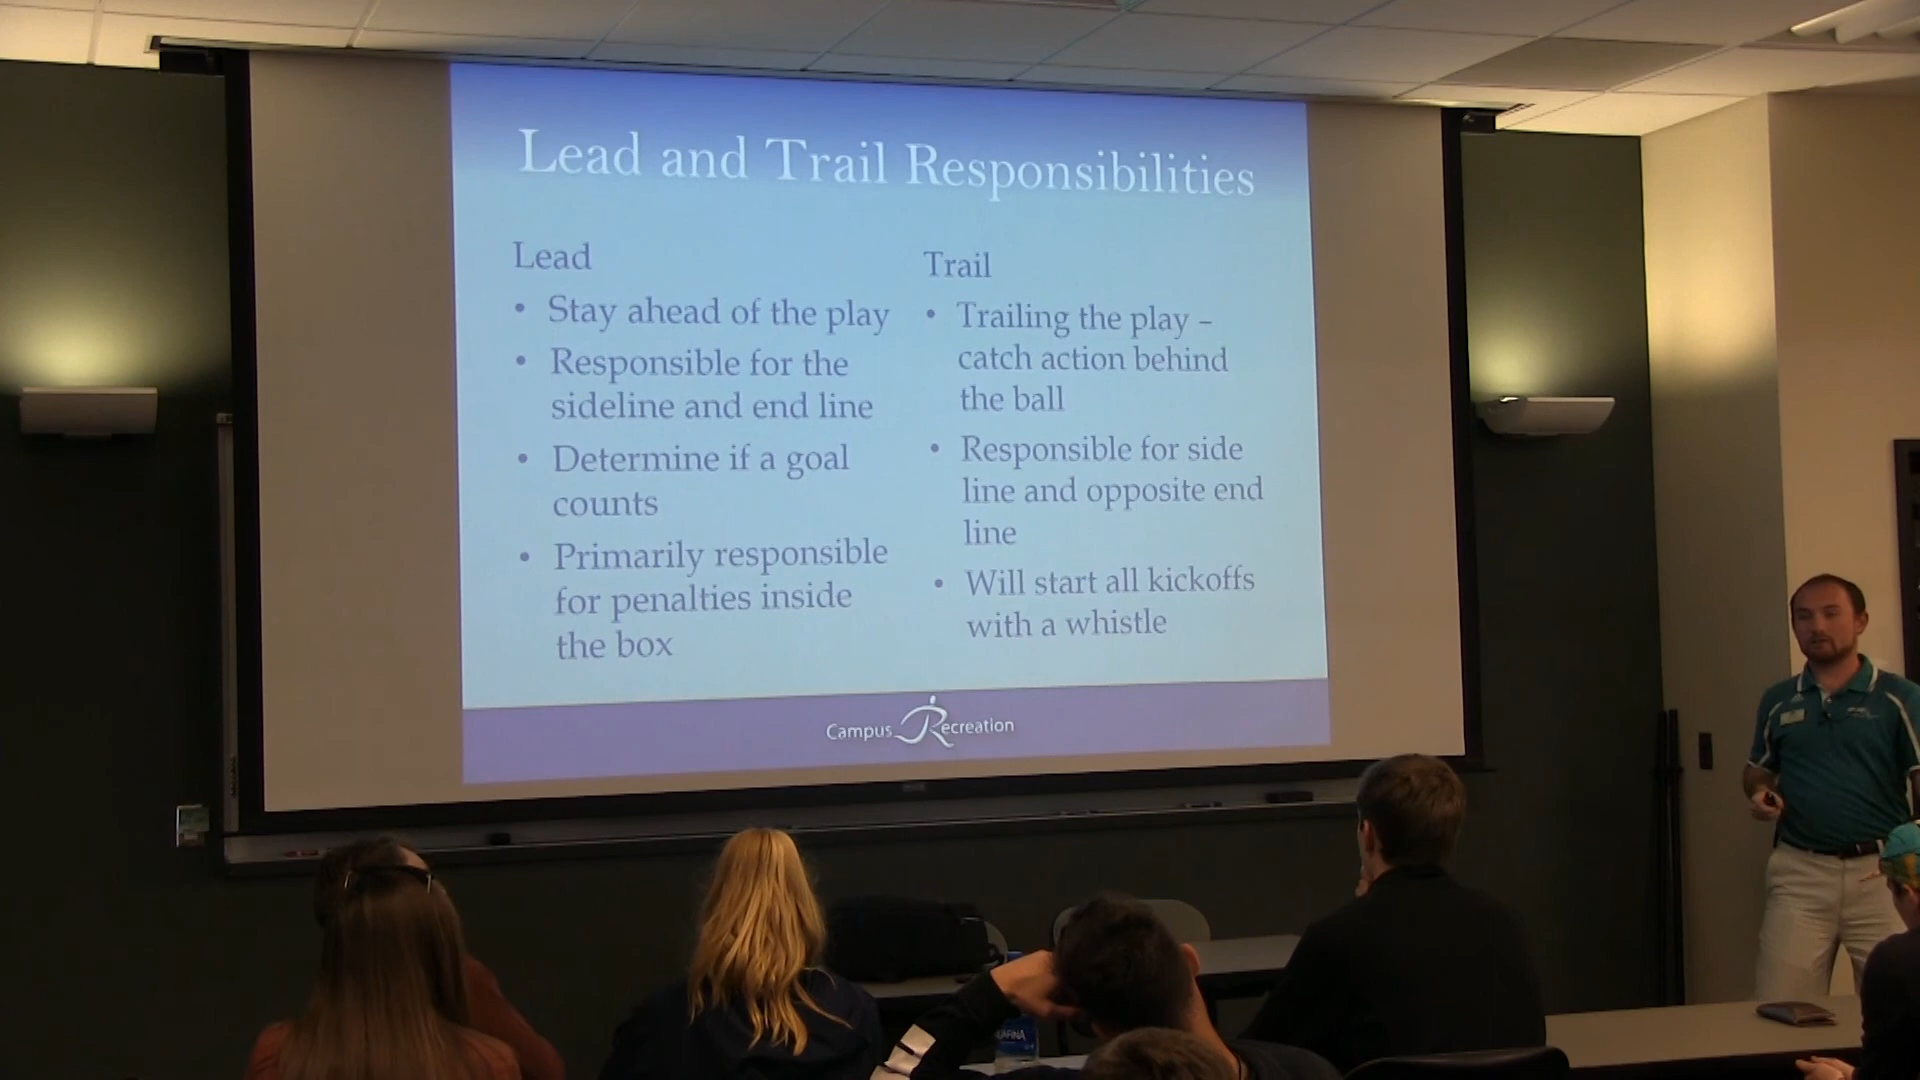 Lead and Trail Responsibilities
Lead
• Stay ahead of the play
• Responsible for the
sideline and end line
• Determine if a goal
counts
• Primarily responsible
for penalties inside
the box
Trail
• Trailing the play –
catch action behind
the ball
• Responsible for side
line and opposite end
line
• Will start all kickoffs
with a whistle
Campus Recreation